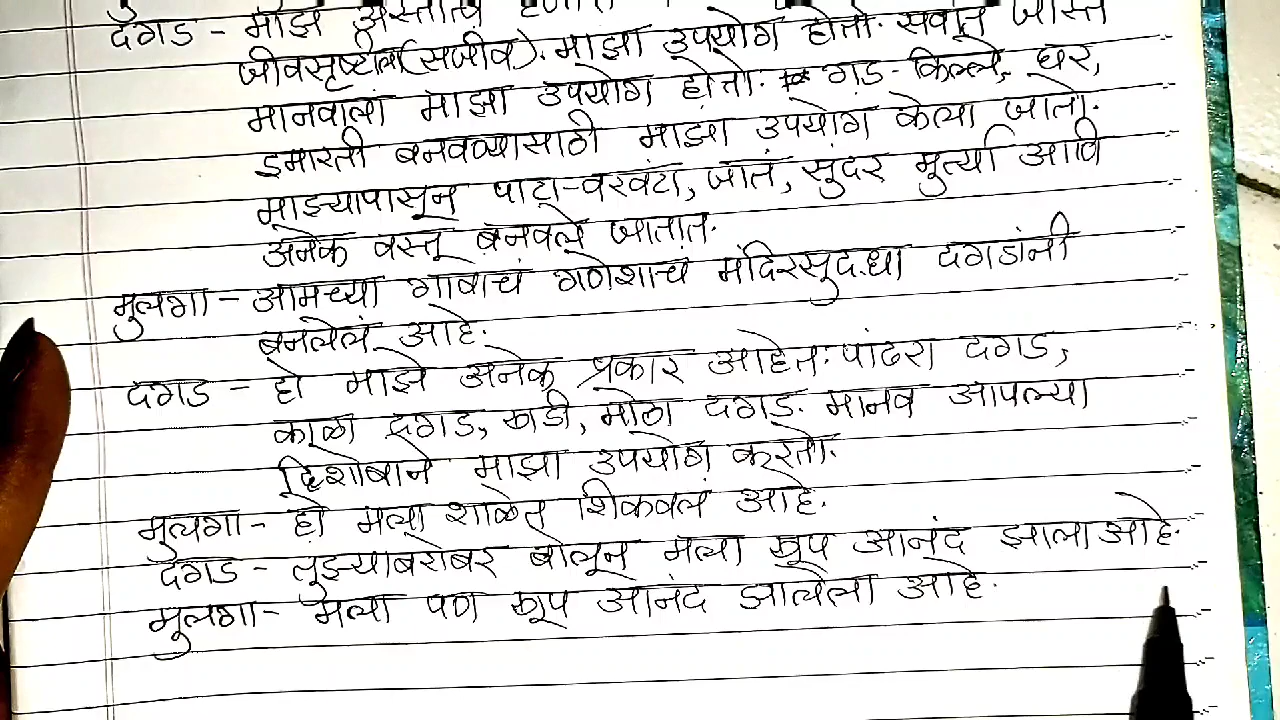 दगड - माझे अस्तित्व
जीवसृष्टीला (सजीव). माझा उपयोग होतो. सर्वात जास्त
मानवाला माझा उपयोग होतो. गड-किल्ले, घर,
इमारती बनवण्यासाठी माझा उपयोग केला जातो.
माझ्यापासून पाटा-वरवंटा, जातं, सुंदर मुर्त्या आणि
अनेक वस्तू बनवले जातात.
मुलगा - आमच्या गावाचं गणेशाचं मंदिरसुद्धा दगडांनी
बनलेलं आहे.
दगड - हो माझे अनेक प्रकार आहेत. पांढरा दगड,
काळा दगड, खडी, मोठा दगड. मानव आपल्या
हिशोबाने माझा उपयोग करतो.
मुलगा - हो मला शाळेत शिकवलं आहे.
दगड - तुझ्याबरोबर बोलून मला खूप आनंद झाला आहे.
मुलगा - मला पण खूप आनंद झालेला आहे.